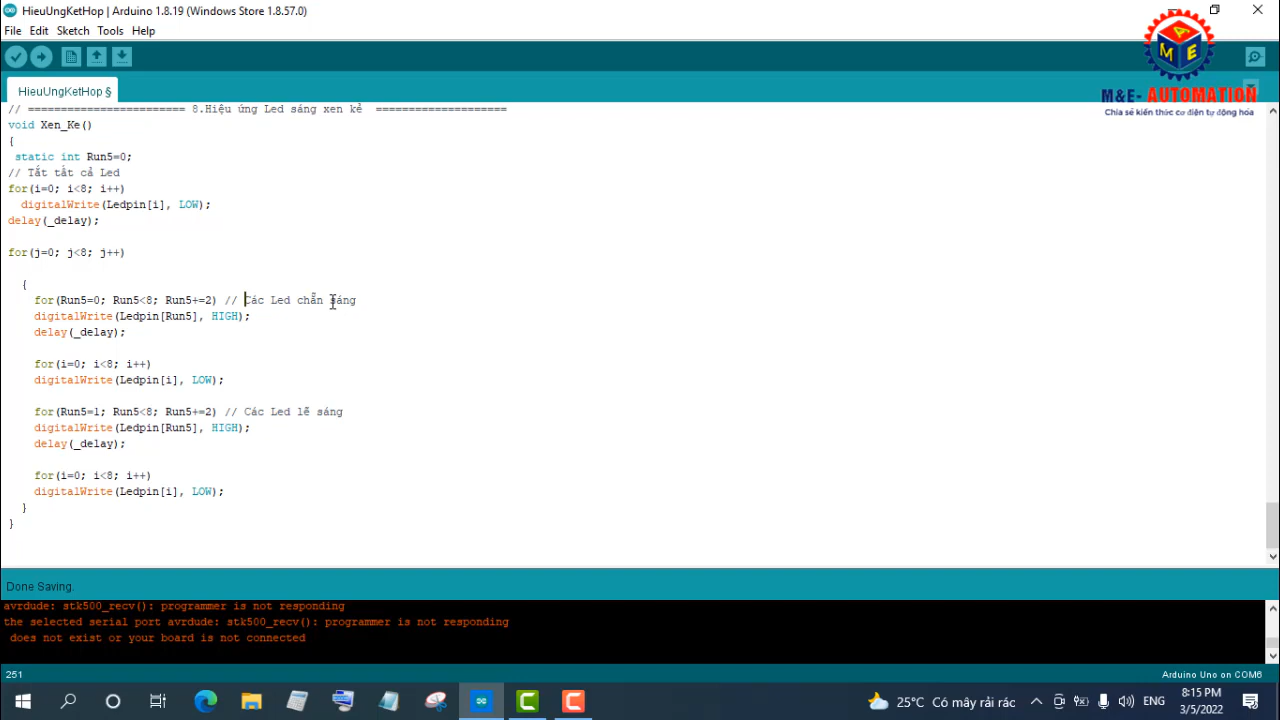 HieuUngKetHop | Arduino 1.8.19 (Windows Store 1.8.57.0)
File Edit Sketch Tools Help
HieuUngKetHop §
A
M E
M&E- AUTOMATION
Chia sẻ kiến thức cơ điện tự động hóa
// ======================== 8.Hiệu ứng Led sáng xen kẻ ====================
void Xen_Ke()
{
static int Run5=0;
// Tắt tất cả Led
for(i=0; i<8; i++)
digitalWrite(Ledpin[i], LOW);
delay(_delay);
for(j=0; j<8; j++)
{
for(Run5=0; Run5<8; Run5+=2) // Các Led chẵn sáng
digitalWrite(Ledpin[Run5], HIGH);
delay(_delay);
for(i=0; i<8; i++)
digitalWrite(Ledpin[i], LOW);
for(Run5=1; Run5<8; Run5+=2) // Các Led lẽ sáng
digitalWrite(Ledpin[Run5], HIGH);
delay(_delay);
for(i=0; i<8; i++)
digitalWrite(Ledpin[i], LOW);
}
}
Done Saving.
avrdude: stk500_recv(): programmer is not responding
the selected serial port avrdude: stk500_recv(): programmer is not responding
does not exist or your board is not connected
251
Arduino Uno on COM6
25°C Có mây rải rác
ENG
8:15 PM
3/5/2022